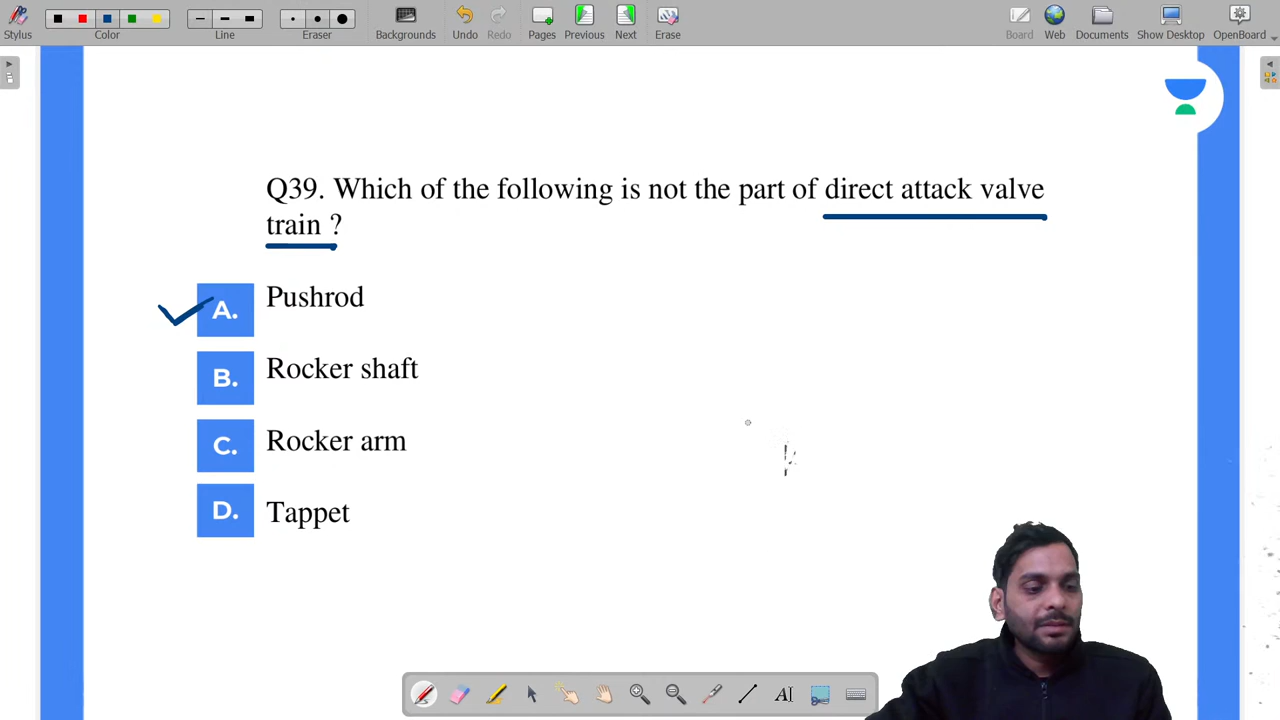 Stylus
Color
Line
Eraser
Backgrounds
Undo
Redo
Pages
Previous
Next
Erase
Board
Web
Documents
Show Desktop
OpenBoard
Q39. Which of the following is not the part of direct attack valve
train ?
A. Pushrod
B. Rocker shaft
C. Rocker arm
D. Tappet